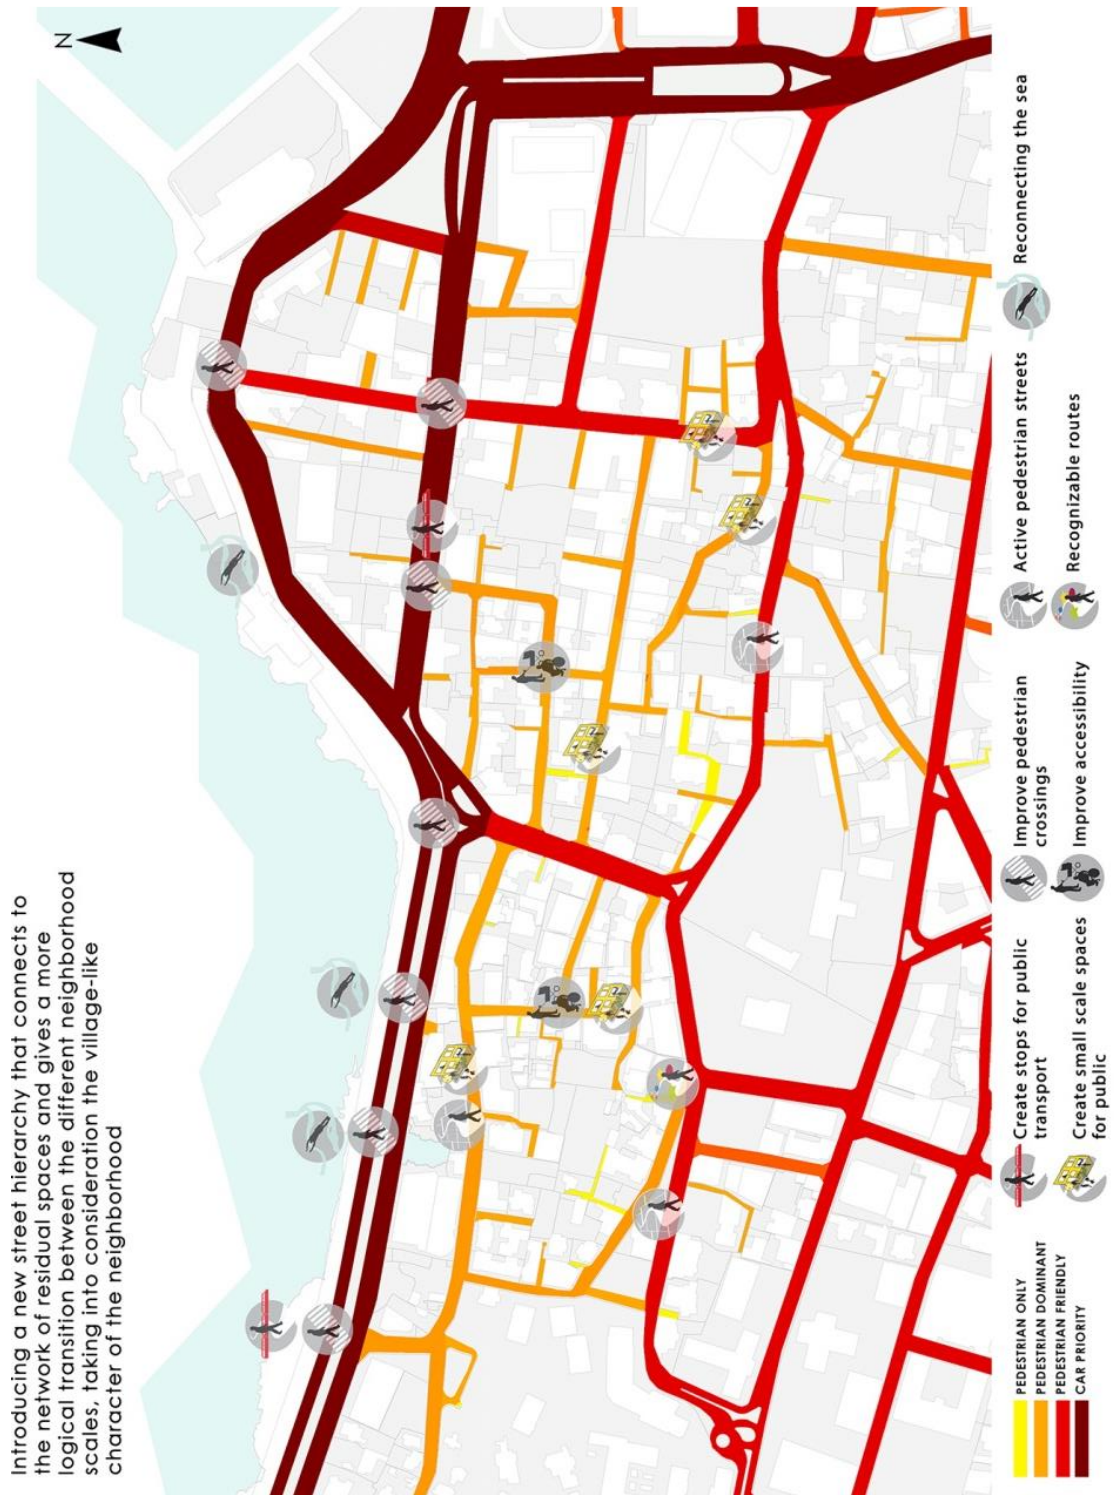 Introducing a new street hierarchy that connects to
the network of residual spaces and gives a more
logical transition between the different neighborhood
scales, taking into consideration the village-like
character of the neighborhood
N
PEDESTRIAN ONLY
PEDESTRIAN DOMINANT
PEDESTRIAN FRIENDLY
CAR PRIORITY
Create stops for public
transport
Create small scale spaces
for public
Improve pedestrian
crossings
Improve accessibility
Active pedestrian streets
Recognizable routes
Reconnecting the sea